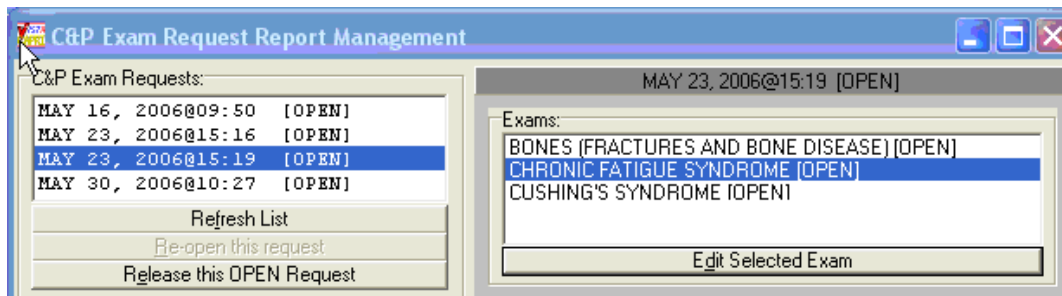 C&P Exam Request Report Management
C&P Exam Requests:
MAY 16, 2006@09:50 [OPEN]
MAY 23, 2006@15:16 [OPEN]
MAY 23, 2006@15:19 [OPEN]
MAY 30, 2006@10:27 [OPEN]
Refresh List
Re-open this request
Release this OPEN Request
MAY 23, 2006@15:19 [OPEN]
Exams:
BONES (FRACTURES AND BONE DISEASE) [OPEN]
CHRONIC FATIGUE SYNDROME [OPEN]
CUSHING'S SYNDROME [OPEN]
Edit Selected Exam